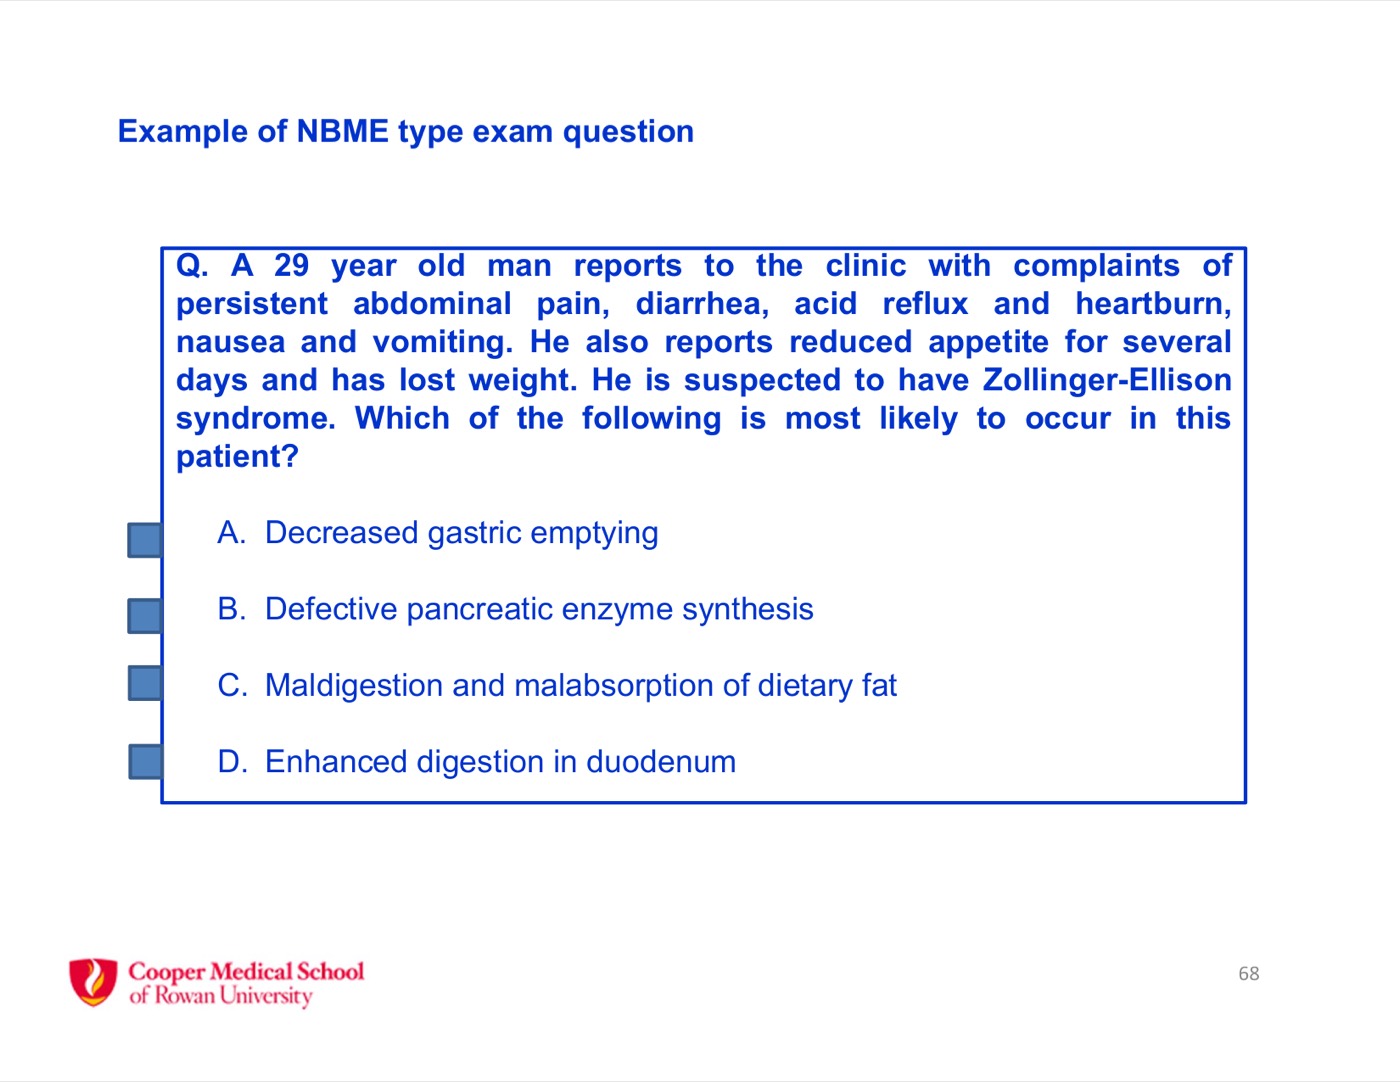 Example of NBME type exam question
Q. A 29 year old man reports to the clinic with complaints of
persistent abdominal pain, diarrhea, acid reflux and heartburn,
nausea and vomiting. He also reports reduced appetite for several
days and has lost weight. He is suspected to have Zollinger-Ellison
syndrome. Which of the following is most likely to occur in this
patient?
A. Decreased gastric emptying
B. Defective pancreatic enzyme synthesis
C. Maldigestion and malabsorption of dietary fat
D. Enhanced digestion in duodenum
Cooper Medical School
of Rowan University
68